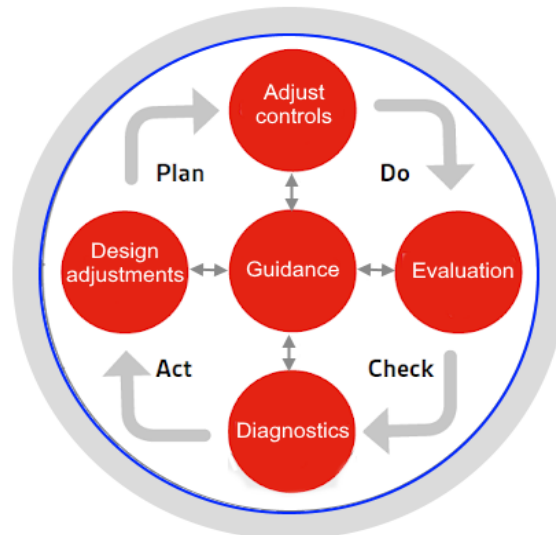 Adjust
controls
Plan
Do
Design
adjustments
Guidance
Evaluation
Act
Check
Diagnostics